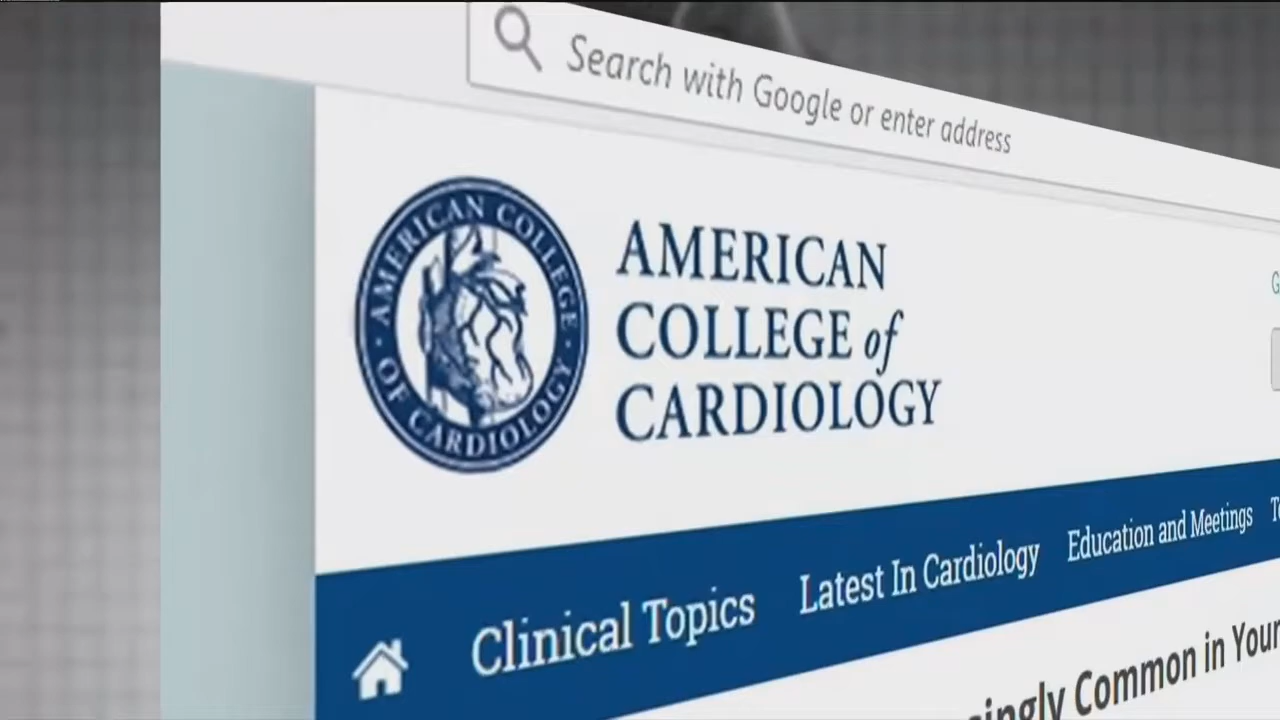 Search with Google or enter address
AMERICAN COLLEGE
OF CARDIOLOGY
AMERICAN
COLLEGE of
CARDIOLOGY
Clinical Topics
Latest In Cardiology
Education and Meetings
Common in Your